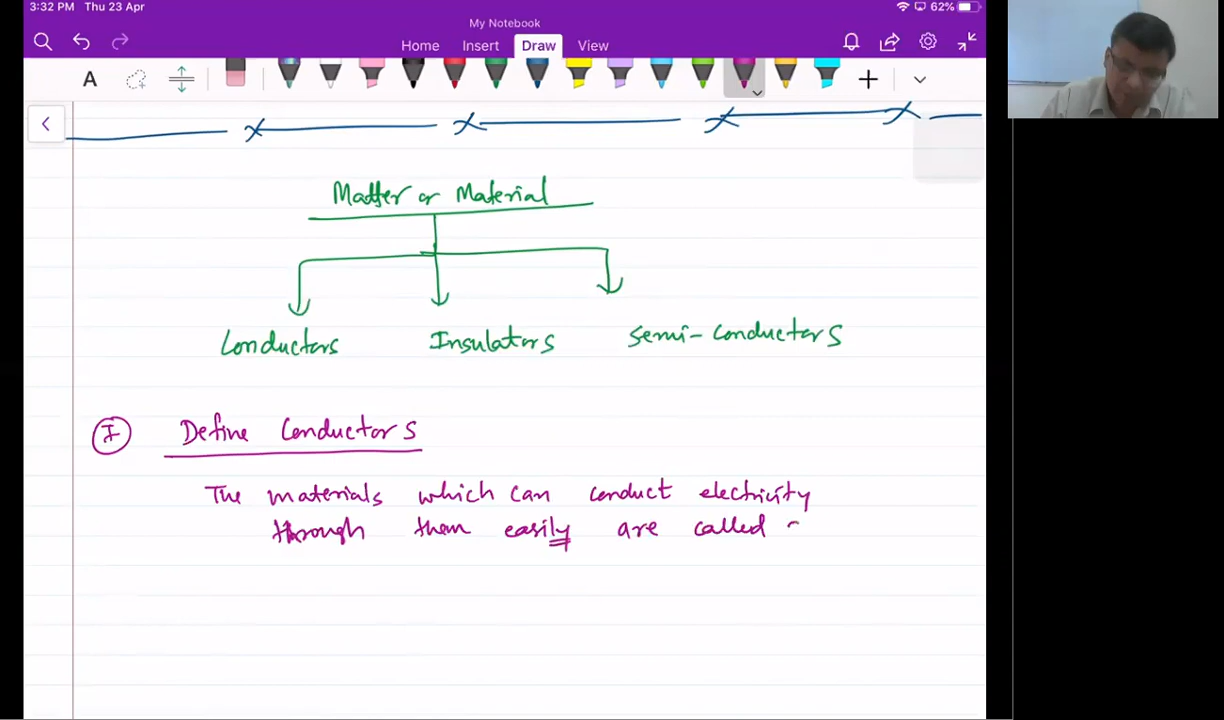 3:32 PM Thu 23 Apr
62%
My Notebook
Home Insert Draw View
A
Matter or Material
Conductors Insulators Semi-conductors
I Define Conductors
The materials which can conduct electricity
through them easily are called